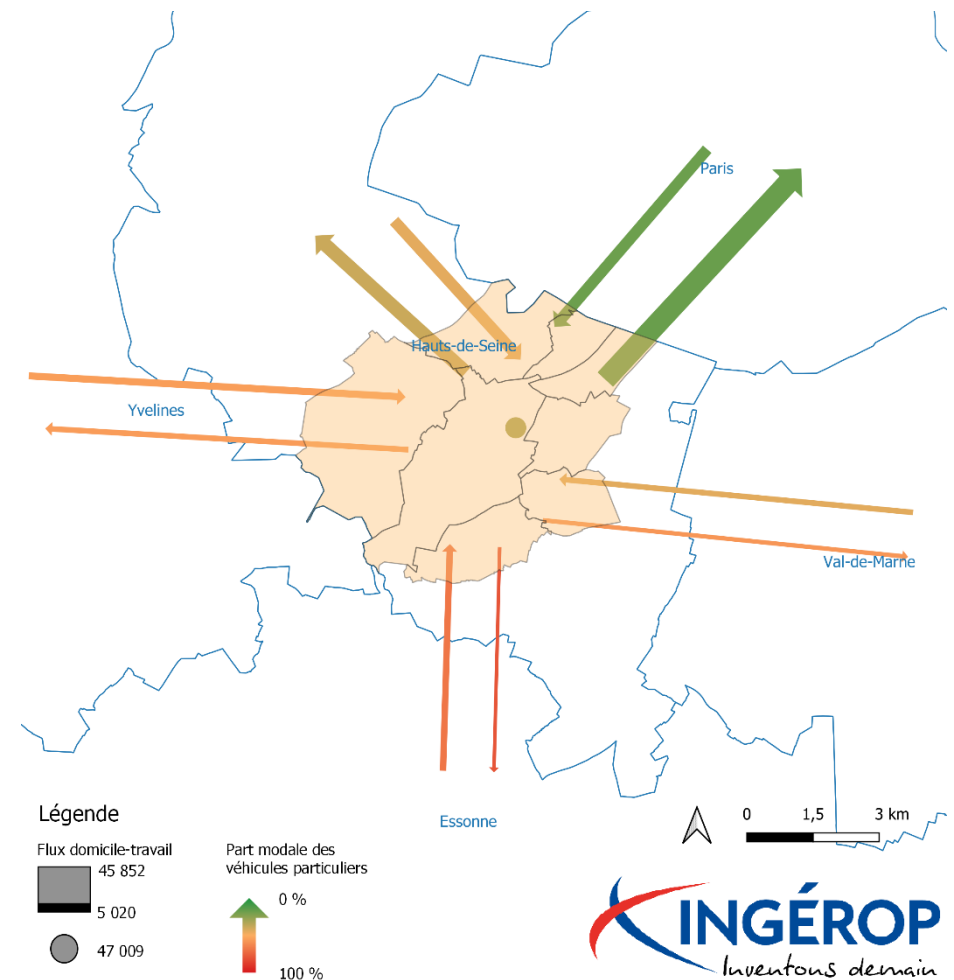 Paris
Hauts-de-Seine
Yvelines
Val-de-Marne
Essonne
Légende
Flux domicile-travail
45 852
5 020
47 009
Part modale des
véhicules particuliers
0 %
100 %
0 1,5 3 km
INGÉROP
Inventons demain